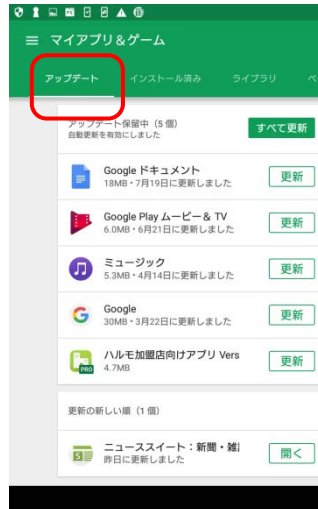 マイアプリ&ゲーム
アップデート インストール済み ライブラリ
アップデート保留中（5 個）
自動更新を有効にしました
すべて更新
Google ドキュメント
18MB・7月19日に更新しました
更新
Google Play ムービー& TV
6.0MB・6月21日に更新しました
更新
ミュージック
5.3MB・4月14日に更新しました
更新
Google
30MB・3月22日に更新しました
更新
ハルモ加盟店向けアプリ Vers
4.7MB
更新
PRO
更新の新しい順（1 個）
ニューススイート：新聞・雑
昨日に更新しました
開く